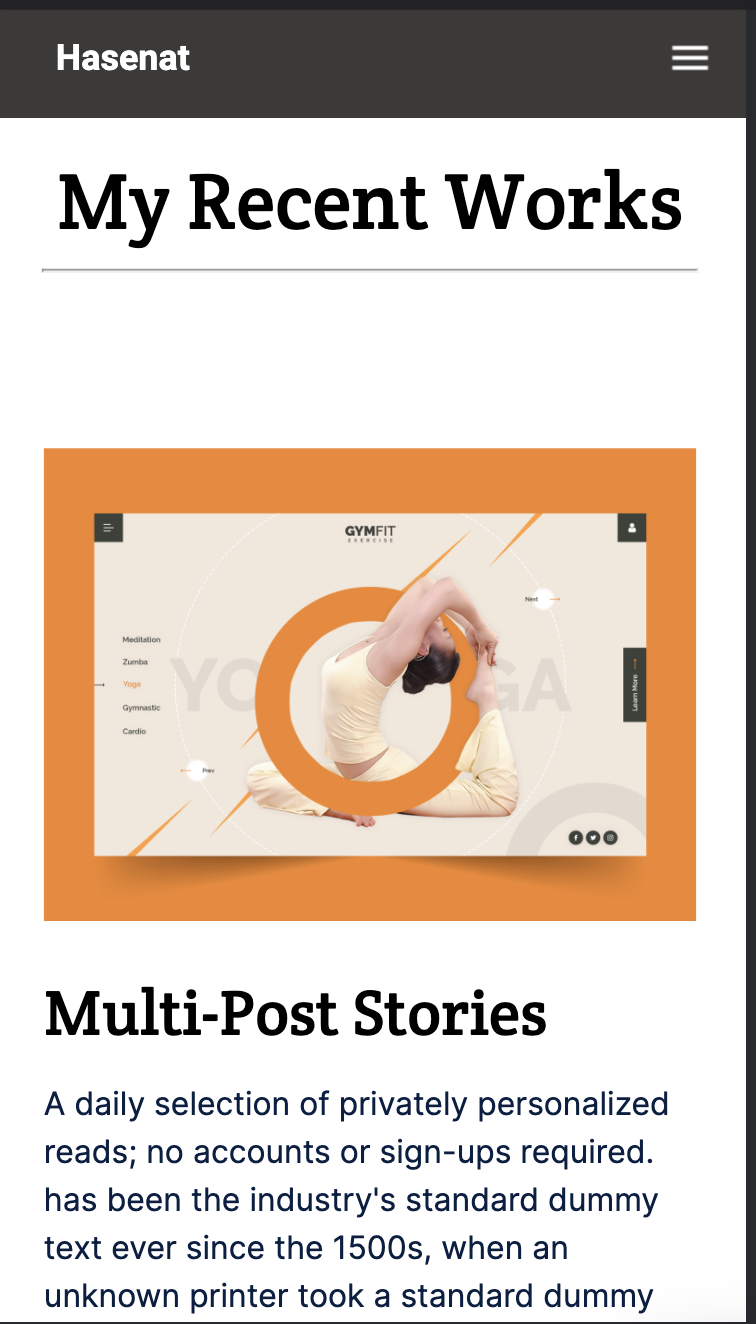 Hasenat
My Recent Works
GYMFIT
EXERCISE
Next
Meditation
Zumba
YOGA
Yoga
Gymnastic
Cardio
Learn More
Prev
Multi-Post Stories
A daily selection of privately personalized
reads; no accounts or sign-ups required.
has been the industry's standard dummy
text ever since the 1500s, when an
unknown printer took a standard dummy